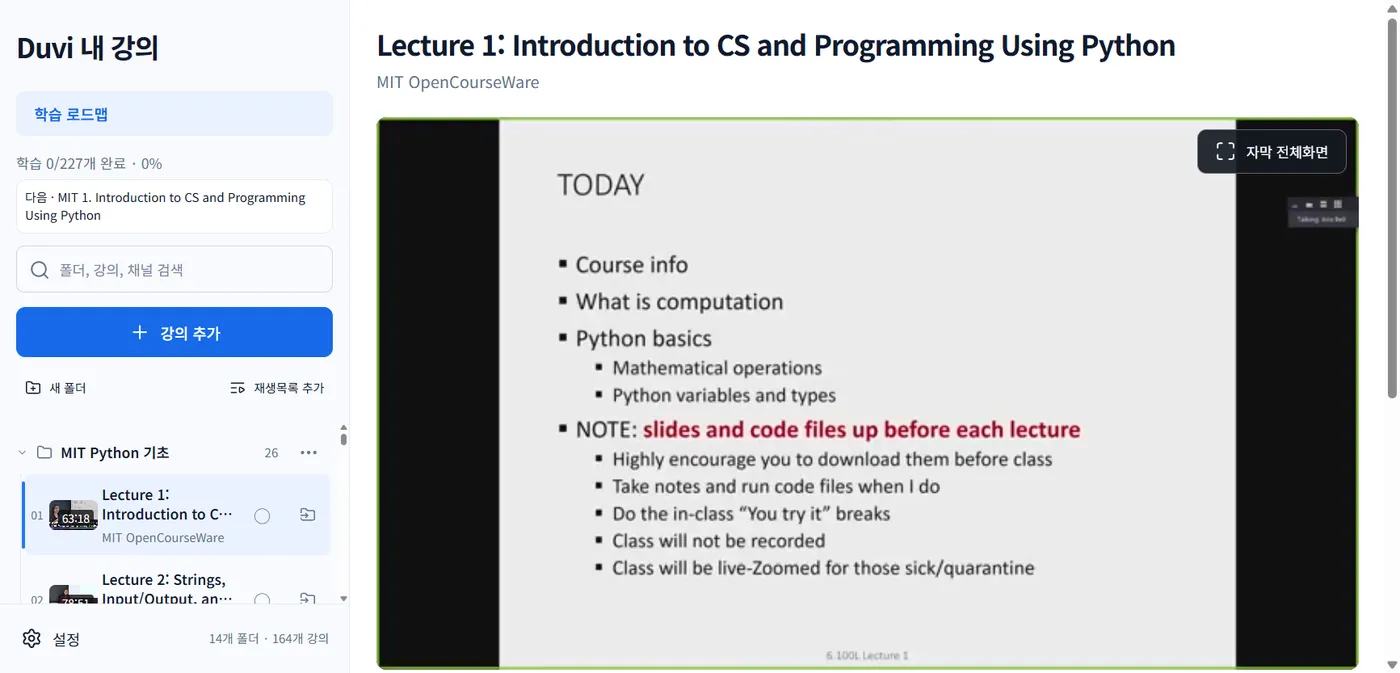 Duvi 내 강의
학습 로드맵
학습 0/227개 완료 · 0%
다음 · MIT 1. Introduction to CS and Programming
Using Python
폴더, 강의, 채널 검색
강의 추가
새 폴더
재생목록 추가
MIT Python 기초
26
01
63:18
Lecture 1:
Introduction to C…
MIT OpenCourseWare
02
Lecture 2: Strings,
Input/Output, an…
설정
14개 폴더 · 164개 강의
Lecture 1: Introduction to CS and Programming Using Python
MIT OpenCourseWare
자막 전체화면
TODAY
▪ Course info
▪ What is computation
▪ Python basics
▪ Mathematical operations
▪ Python variables and types
▪ NOTE: slides and code files up before each lecture
▪ Highly encourage you to download them before class
▪ Take notes and run code files when I do
▪ Do the in-class “You try it” breaks
▪ Class will not be recorded
▪ Class will be live-Zoomed for those sick/quarantine
6.100L Lecture 1